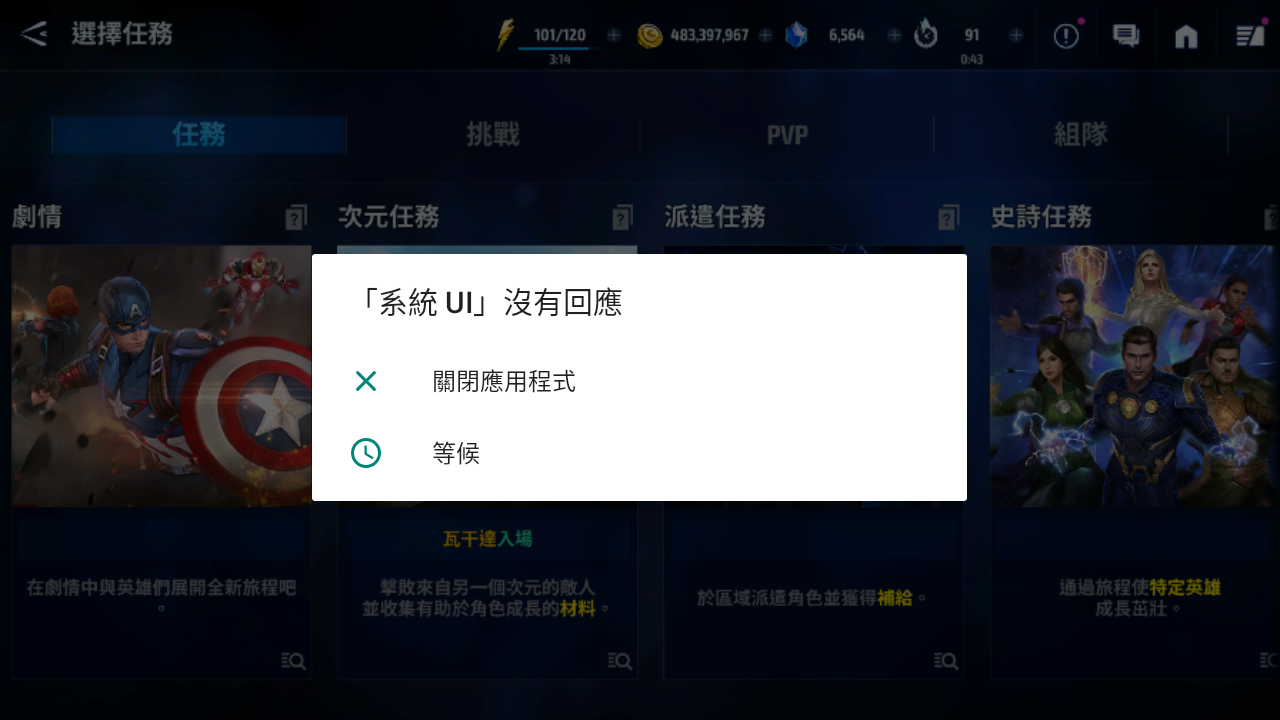 選擇任務
101/120
3:14
483,397,967
6,564
91
0:43
任務
挑戰
PVP
組隊
劇情
次元任務
派遣任務
史詩任務
「系統 UI」沒有回應
關閉應用程式
等候
在劇情中與英雄們展開全新旅程吧
。
瓦干達入場
擊敗來自另一個次元的敵人
並收集有助於角色成長的材料。
於區域派遣角色並獲得補給。
通過旅程使特定英雄
成長茁壯。